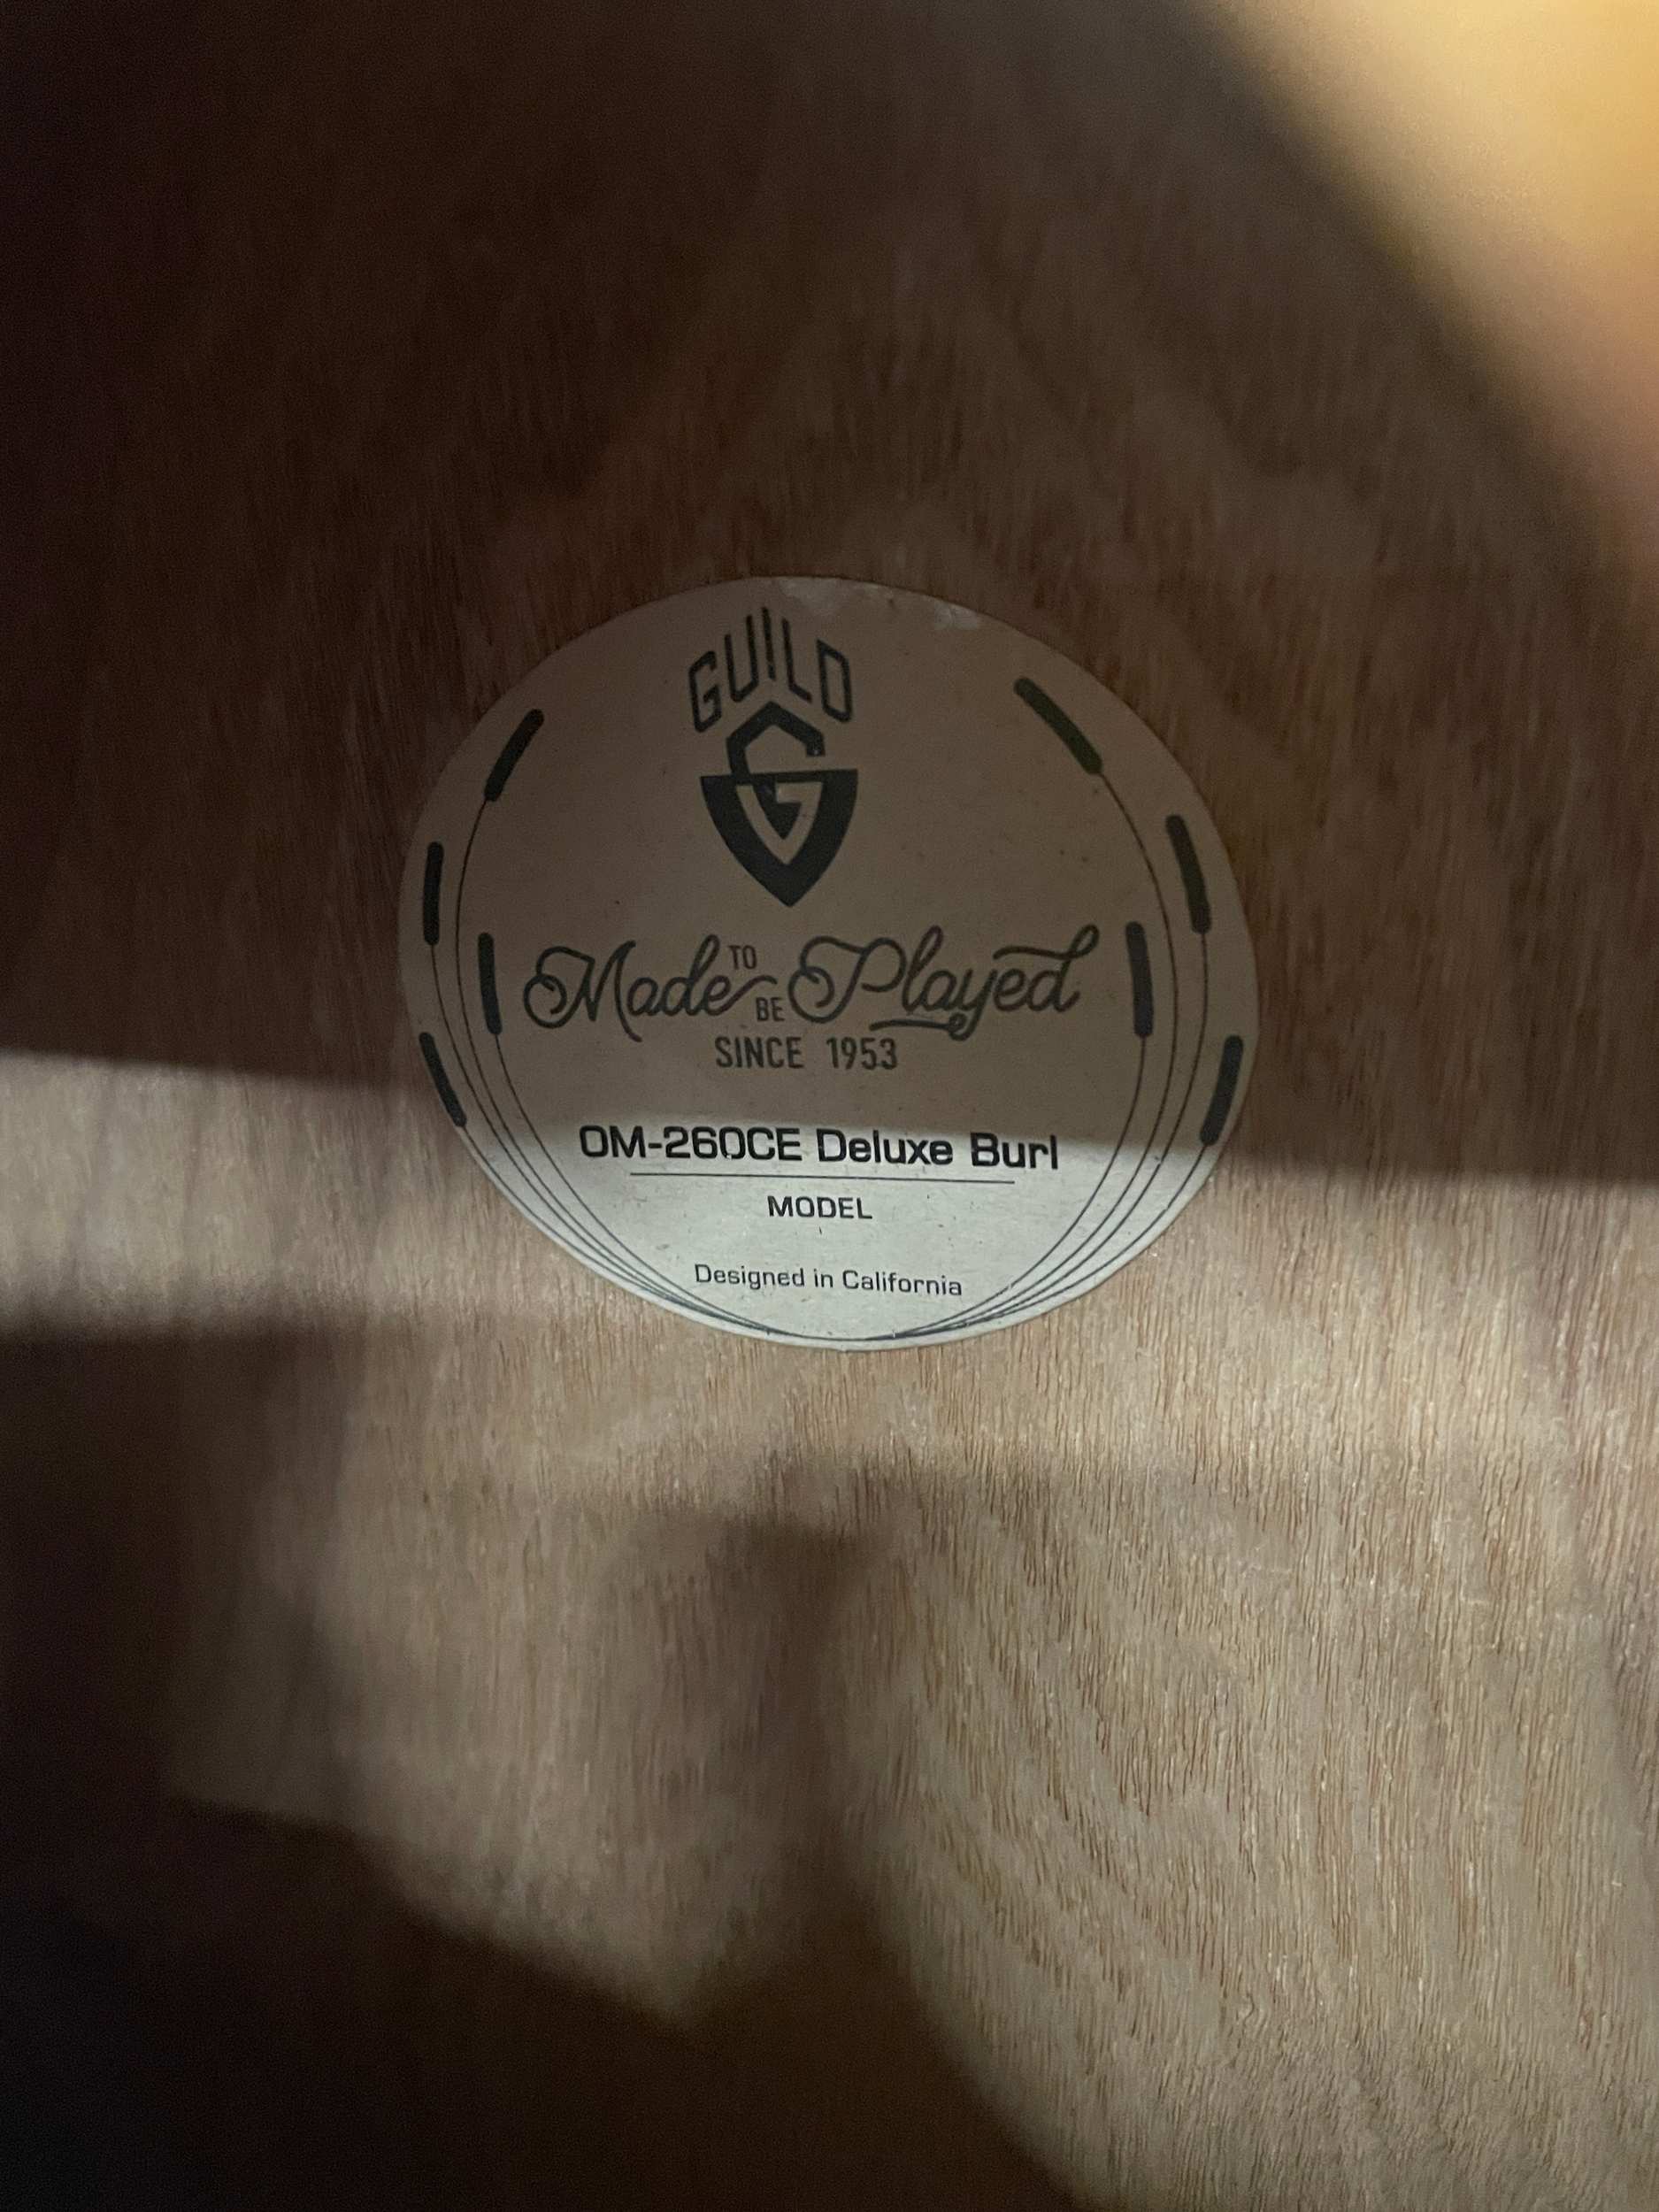 GUILD
G
Made TO BE Played
SINCE 1953
OM-260CE Deluxe Burl
MODEL
Designed in California